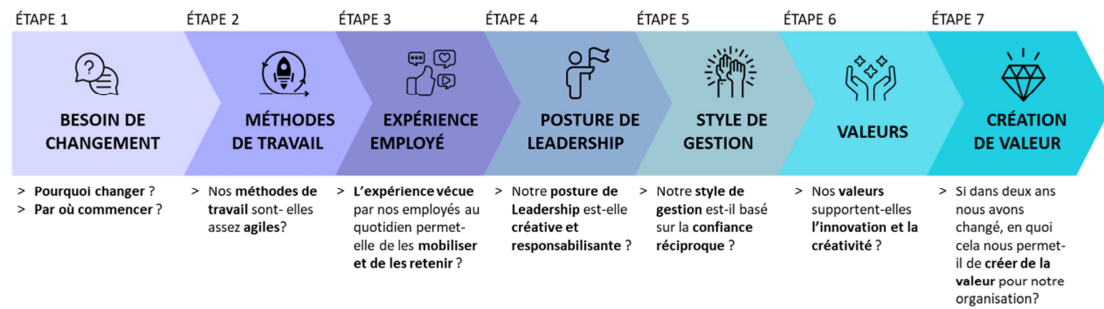 ÉTAPE 1
ÉTAPE 2
ÉTAPE 3
ÉTAPE 4
ÉTAPE 5
ÉTAPE 6
ÉTAPE 7
BESOIN DE
CHANGEMENT
MÉTHODES
DE TRAVAIL
EXPÉRIENCE
EMPLOYÉ
POSTURE DE
LEADERSHIP
STYLE DE
GESTION
VALEURS
CRÉATION
DE VALEUR
> Pourquoi changer ?
> Par où commencer ?
> Nos méthodes de
travail sont- elles
assez agiles?
> L'expérience vécue
par nos employés au
quotidien permet-
elle de les mobiliser
et de les retenir ?
> Notre posture de
Leadership est-elle
créative et
responsabilisante ?
> Notre style de
gestion est-il basé
sur la confiance
réciproque ?
> Nos valeurs
supportent-elles
l'innovation et la
créativité ?
> Si dans deux ans
nous avons
changé, en quoi
cela nous permet-
il de créer de la
valeur pour notre
organisation?